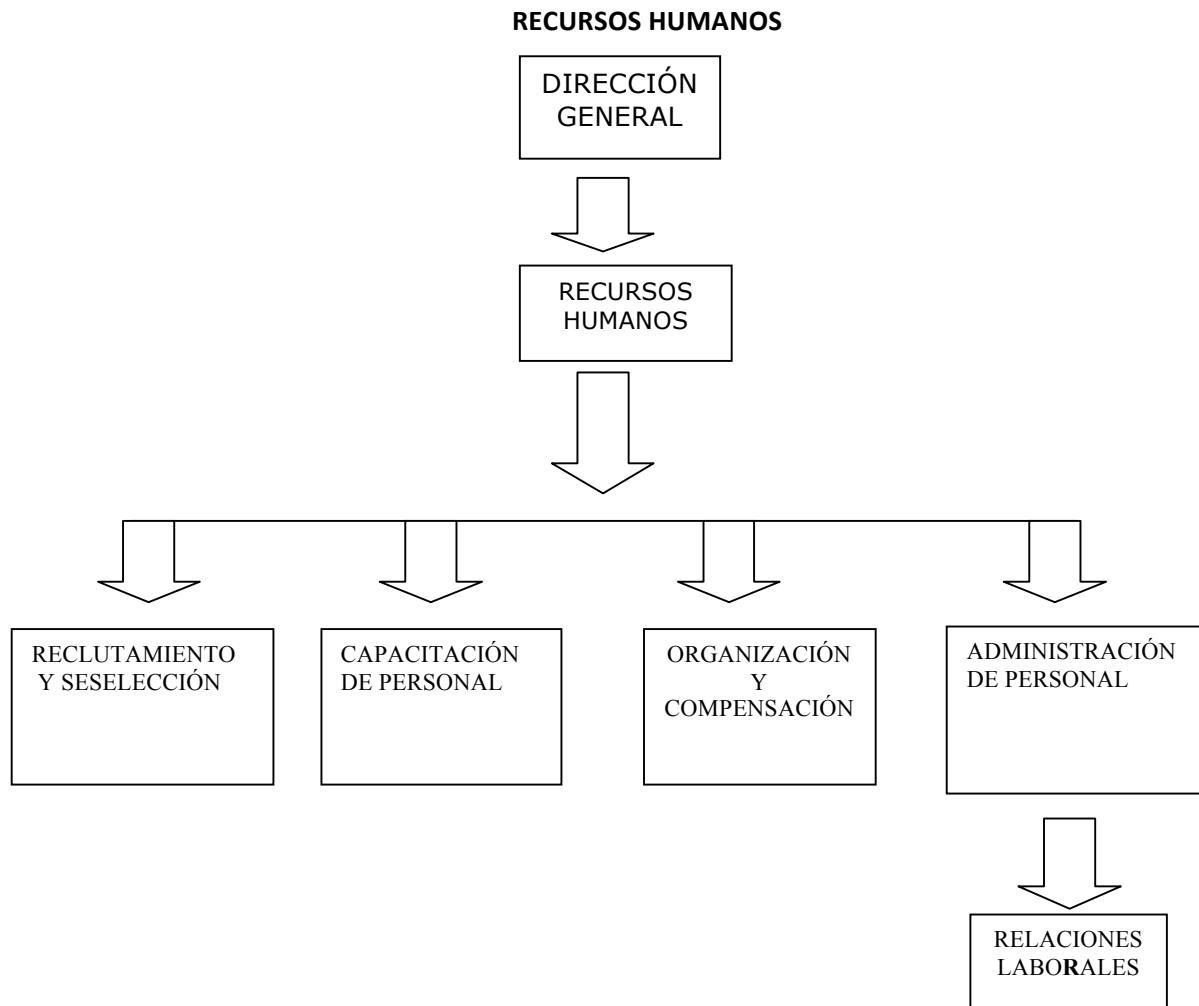 RECURSOS HUMANOS
DIRECCIÓN
GENERAL
RECURSOS
HUMANOS
RECLUTAMIENTO
Y SESELECCIÓN
CAPACITACIÓN
DE PERSONAL
ORGANIZACIÓN
Y
COMPENSACIÓN
ADMINISTRACIÓN
DE PERSONAL
RELACIONES
LABORALES